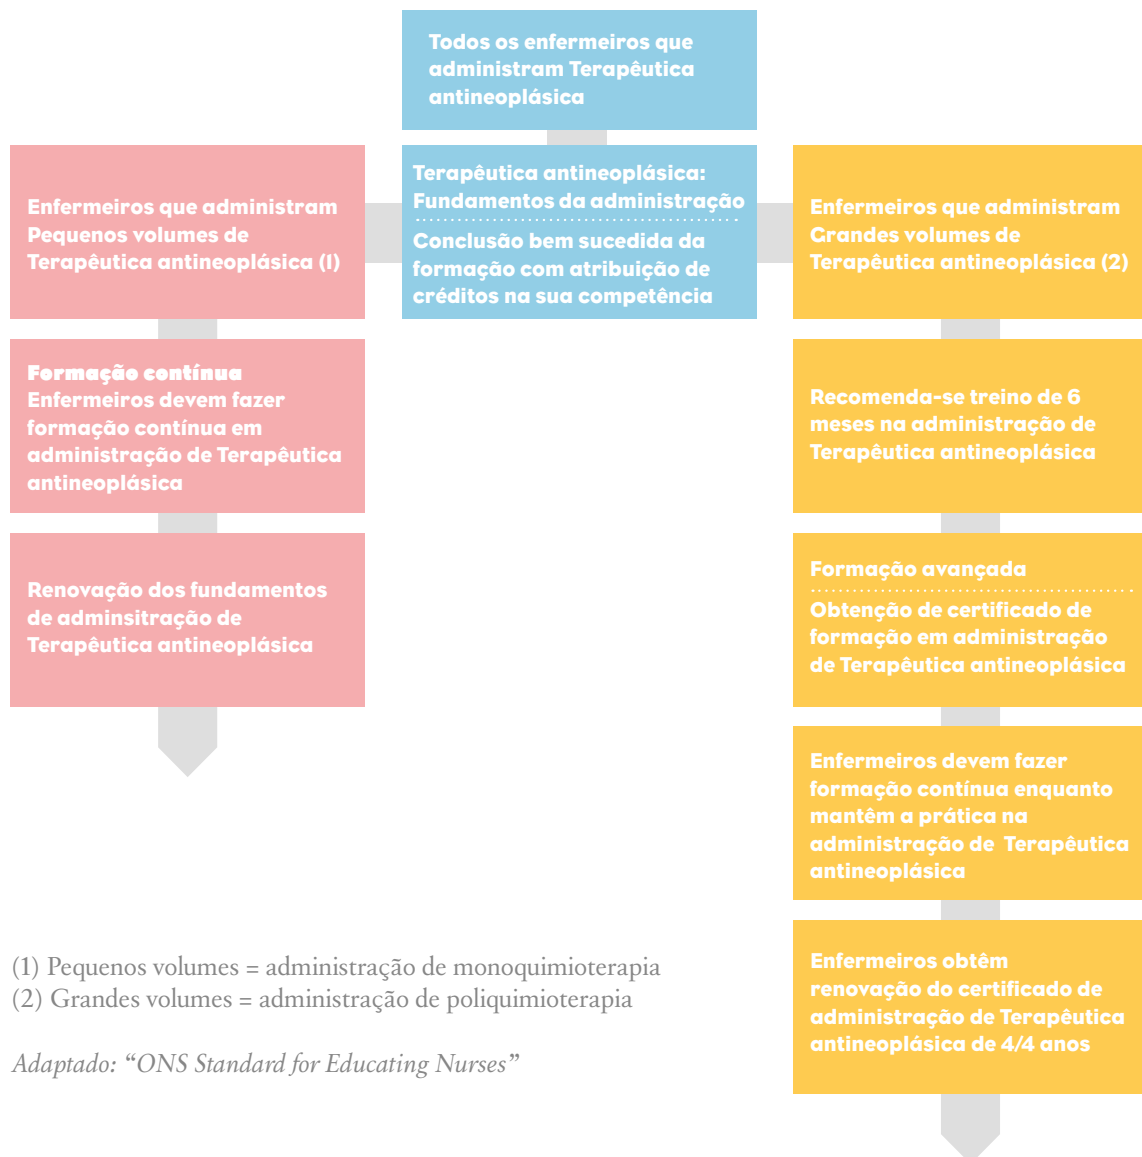 Todos os enfermeiros que
administram Terapêutica
antineoplásica
Terapêutica antineoplásica:
Fundamentos da administração
Conclusão bem sucedida da
formação com atribuição de
créditos na sua competência
Enfermeiros que administram
Pequenos volumes de
Terapêutica antineoplásica (1)
Formação contínua
Enfermeiros devem fazer
formação contínua em
administração de Terapêutica
antineoplásica
Renovação dos fundamentos
de adminsitração de
Terapêutica antineoplásica
Enfermeiros que administram
Grandes volumes de
Terapêutica antineoplásica (2)
Recomenda-se treino de 6
meses na administração de
Terapêutica antineoplásica
Formação avançada
Obtenção de certificado de
formação em administração
de Terapêutica antineoplásica
Enfermeiros devem fazer
formação contínua enquanto
mantêm a prática na
administração de Terapêutica
antineoplásica
Enfermeiros obtêm
renovação do certificado de
administração de Terapêutica
antineoplásica de 4/4 anos
(1) Pequenos volumes = administração de monoquimioterapia
(2) Grandes volumes = administração de poliquimioterapia
Adaptado: “ONS Standard for Educating Nurses”